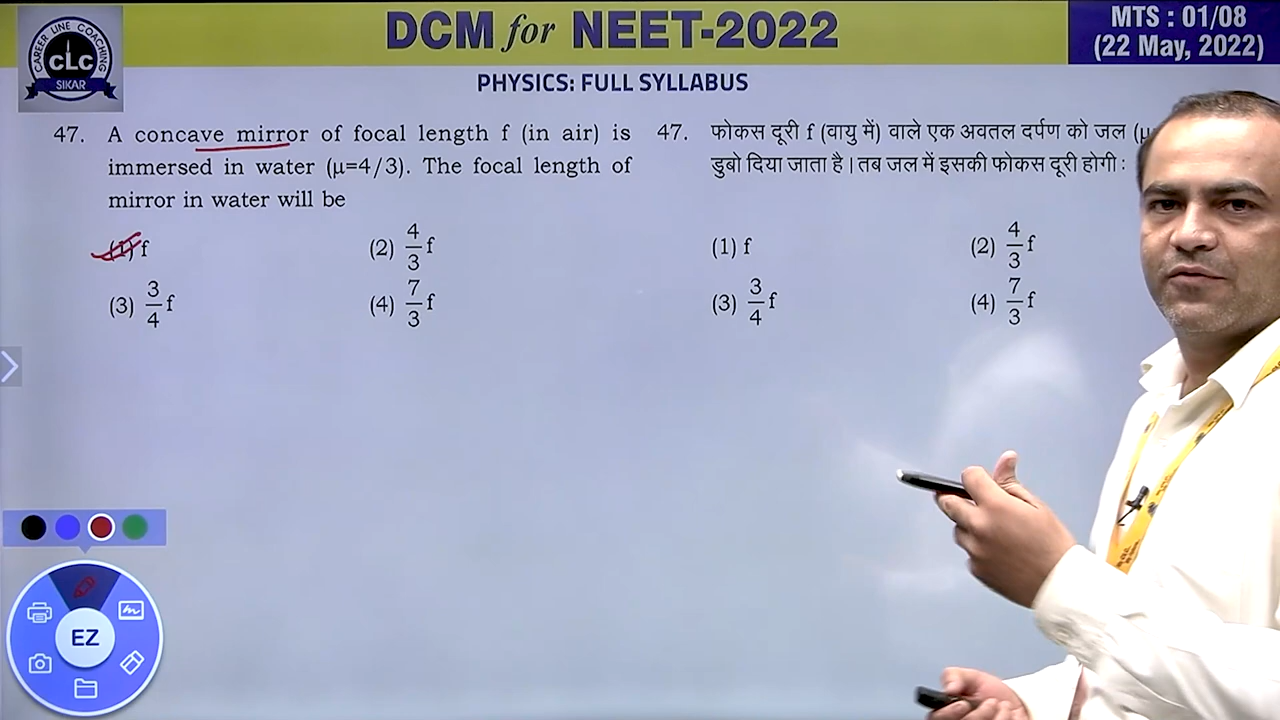 CAREER LINE COACHING
CLC
SIKAR
DCM for NEET-2022
MTS : 01/08
(22 May, 2022)
PHYSICS: FULL SYLLABUS
47. A concave mirror of focal length f (in air) is
immersed in water (μ=4/3). The focal length of
mirror in water will be
(1) f (2) 4/3 f
(3) 3/4 f (4) 7/3 f
47. फोकस दूरी f (वायु में) वाले एक अवतल दर्पण को जल (μ
डुबो दिया जाता है। तब जल में इसकी फोकस दूरी होगी :
(1) f (2) 4/3 f
(3) 3/4 f (4) 7/3 f
EZ